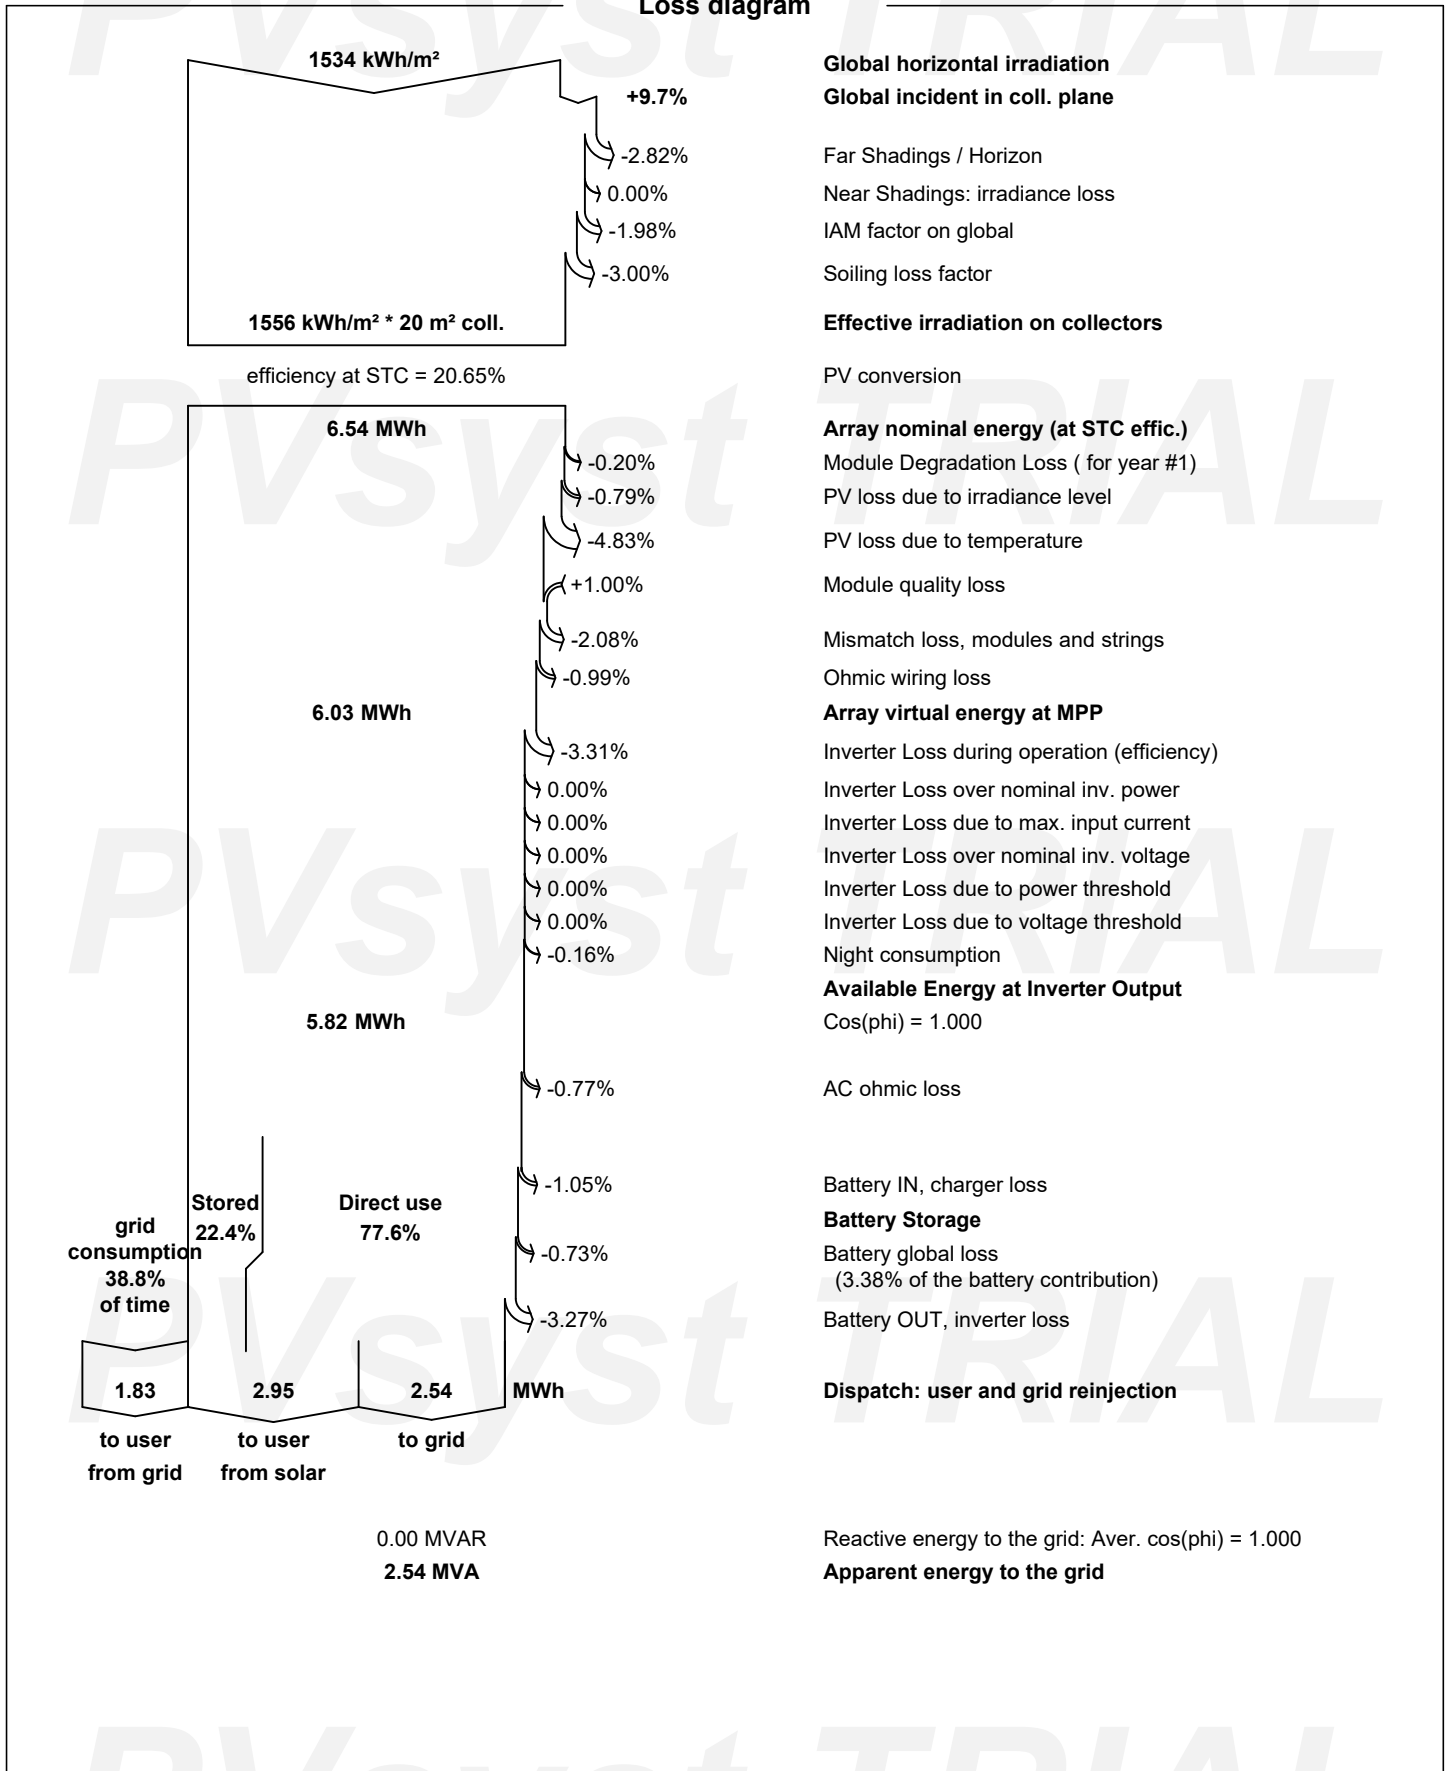 Loss diagram
1534 kWh/m² Global horizontal irradiation
+9.7% Global incident in coll. plane
-2.82% Far Shadings / Horizon
0.00% Near Shadings: irradiance loss
-1.98% IAM factor on global
-3.00% Soiling loss factor
1556 kWh/m² * 20 m² coll. Effective irradiation on collectors
efficiency at STC = 20.65% PV conversion
6.54 MWh Array nominal energy (at STC effic.)
-0.20% Module Degradation Loss ( for year #1)
-0.79% PV loss due to irradiance level
-4.83% PV loss due to temperature
+1.00% Module quality loss
-2.08% Mismatch loss, modules and strings
-0.99% Ohmic wiring loss
6.03 MWh Array virtual energy at MPP
-3.31% Inverter Loss during operation (efficiency)
0.00% Inverter Loss over nominal inv. power
0.00% Inverter Loss due to max. input current
0.00% Inverter Loss over nominal inv. voltage
0.00% Inverter Loss due to power threshold
0.00% Inverter Loss due to voltage threshold
-0.16% Night consumption
Available Energy at Inverter Output
5.82 MWh Cos(phi) = 1.000
-0.77% AC ohmic loss
-1.05% Battery IN, charger loss
Stored Direct use
Battery Storage
grid 22.4% 77.6%
consumption -0.73% Battery global loss
38.8% (3.38% of the battery contribution)
of time
-3.27% Battery OUT, inverter loss
1.83 2.95 2.54 MWh Dispatch: user and grid reinjection
to user to user to grid
from grid from solar
0.00 MVAR Reactive energy to the grid: Aver. cos(phi) = 1.000
2.54 MVA Apparent energy to the grid
PVsyst TRIAL
PVsyst TRIAL
PVsyst TRIAL
PVsyst TRIAL
PVsyst TRIAL